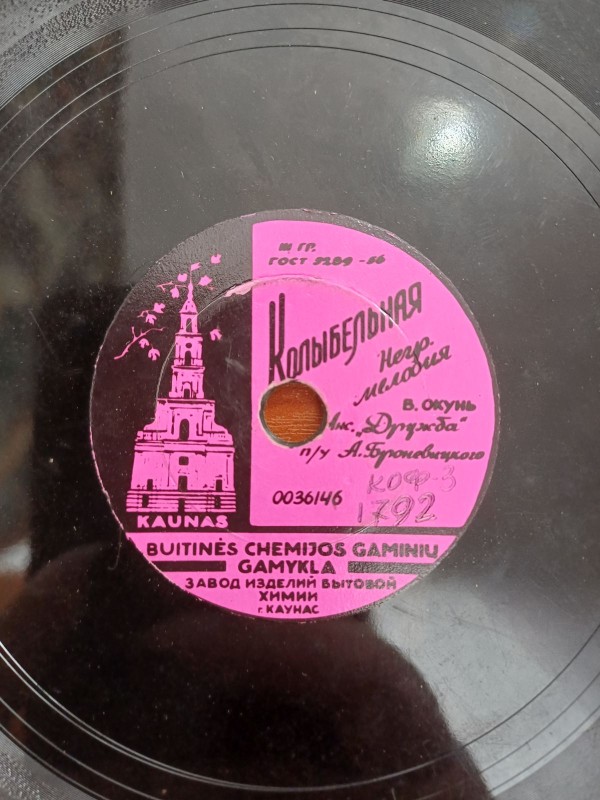 III ГР.
ГОСТ 5289-56
КОЛЫБЕЛЬНАЯ
Негр.
мелодия
В. ОКУНЬ
Анс. „Дружба"
п/у А. Броневицкого
0036146
КОФ-3
1792
KAUNAS
BUITINĖS CHEMIJOS GAMINIŲ
GAMYKLA
ЗАВОД ИЗДЕЛИЙ БЫТОВОЙ
ХИМИИ
г. КАУНАС